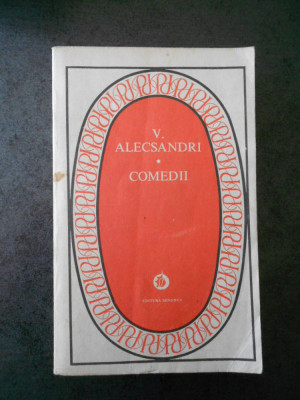 V.
ALECSANDRI
•
COMEDII
EDITURA MINERVA